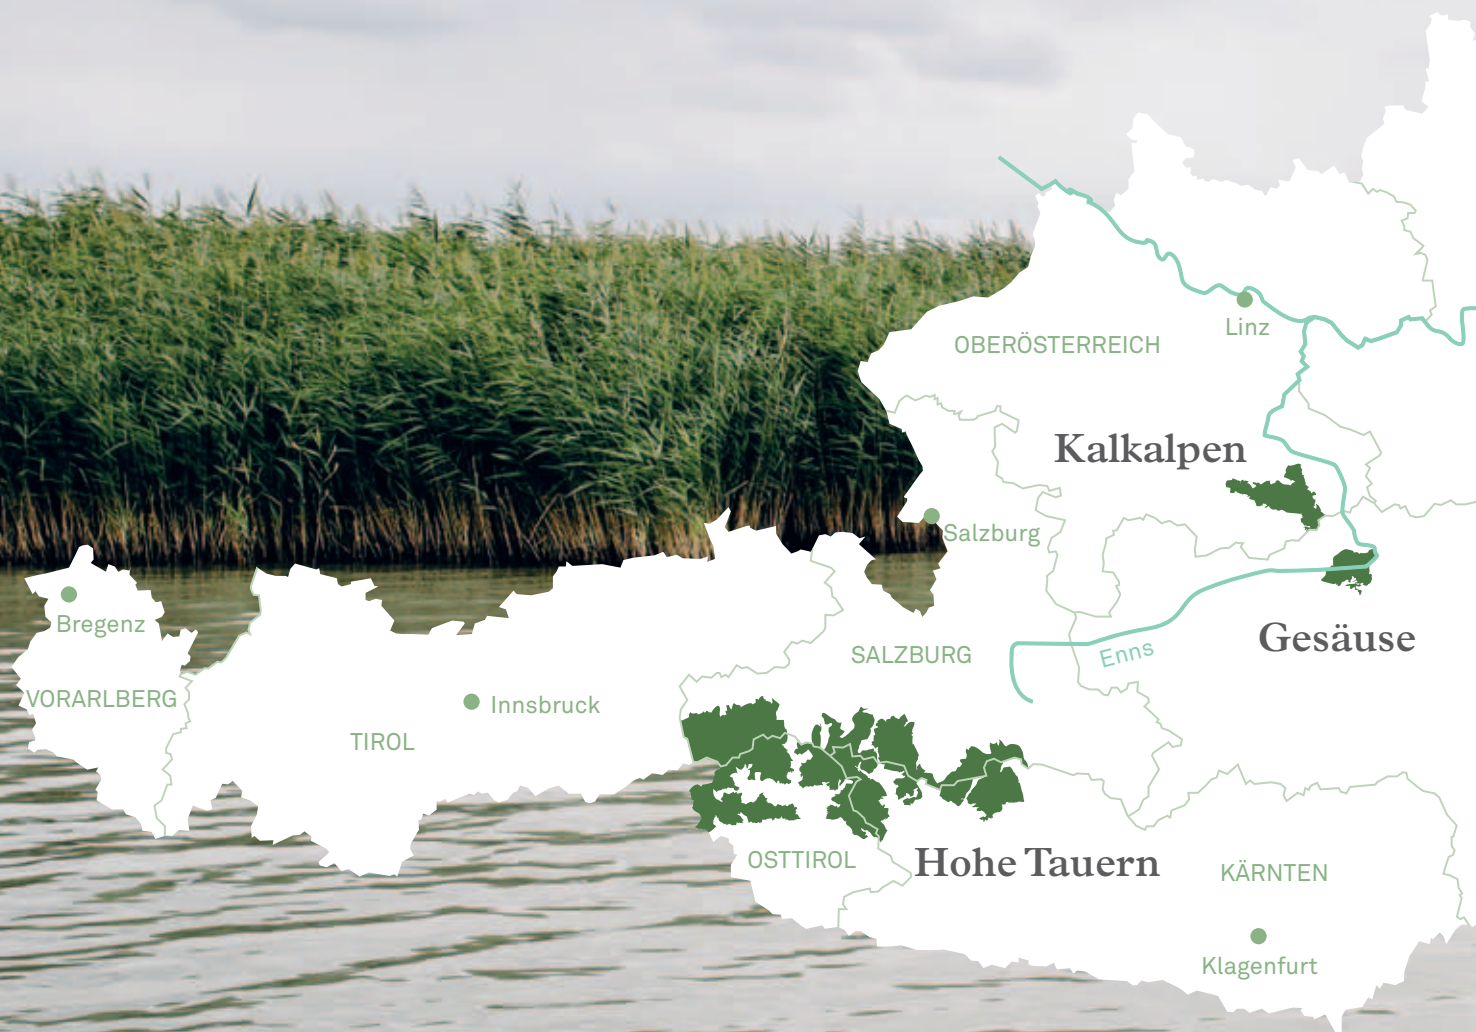 Linz
OBERÖSTERREICH
Kalkalpen
Salzburg
Bregenz
Gesäuse
Enns
SALZBURG
VORARLBERG
Innsbruck
TIROL
OSTTIROL
Hohe Tauern
KÄRNTEN
Klagenfurt